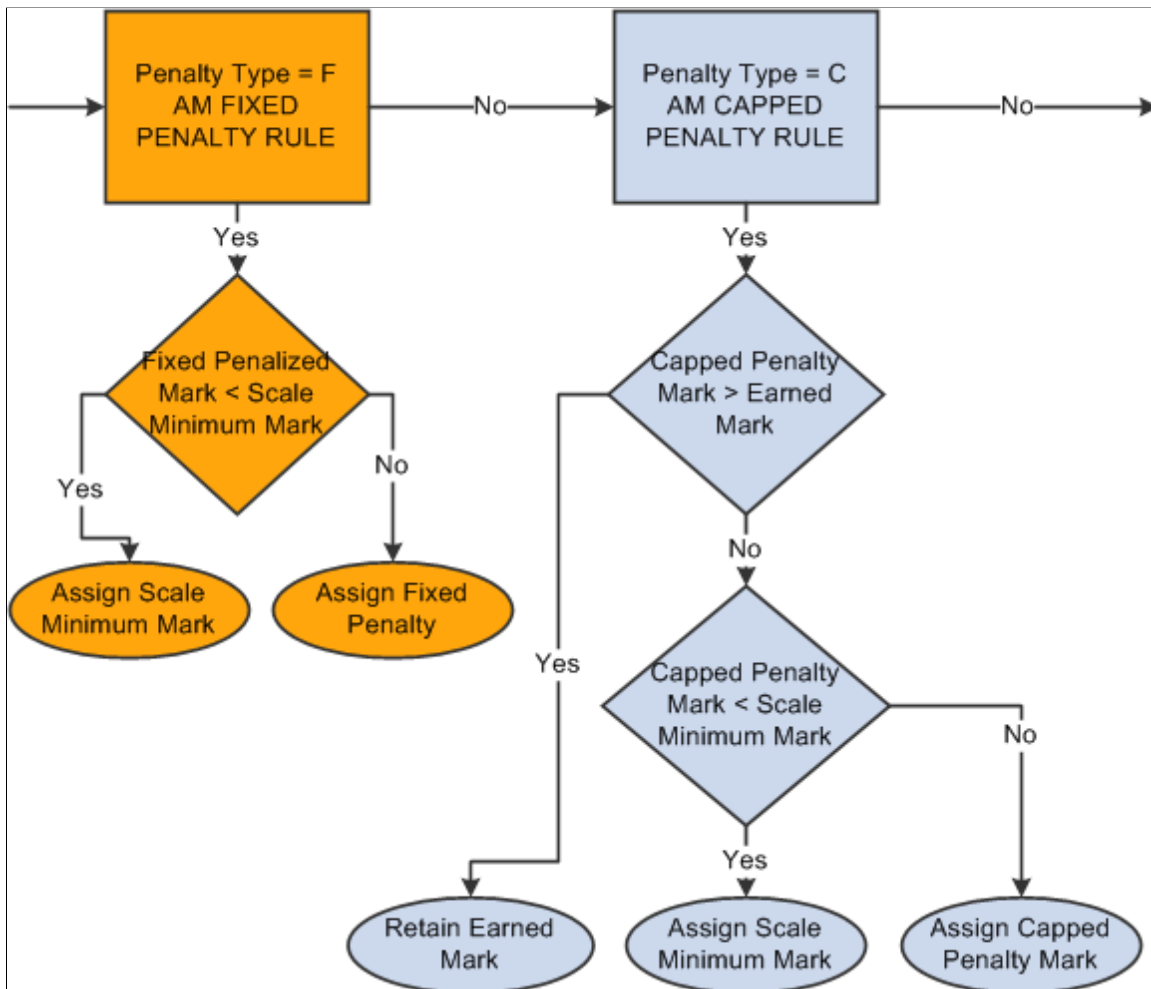 Penalty Type = F
AM FIXED
PENALTY RULE
No
Penalty Type = C
AM CAPPED
PENALTY RULE
No
Yes
Yes
Fixed Penalized
Mark < Scale
Minimum Mark
Capped Penalty
Mark > Earned
Mark
Yes
No
No
Assign Scale
Minimum Mark
Assign Fixed
Penalty
Yes
Capped Penalty
Mark < Scale
Minimum Mark
No
Yes
Retain Earned
Mark
Assign Scale
Minimum Mark
Assign Capped
Penalty Mark